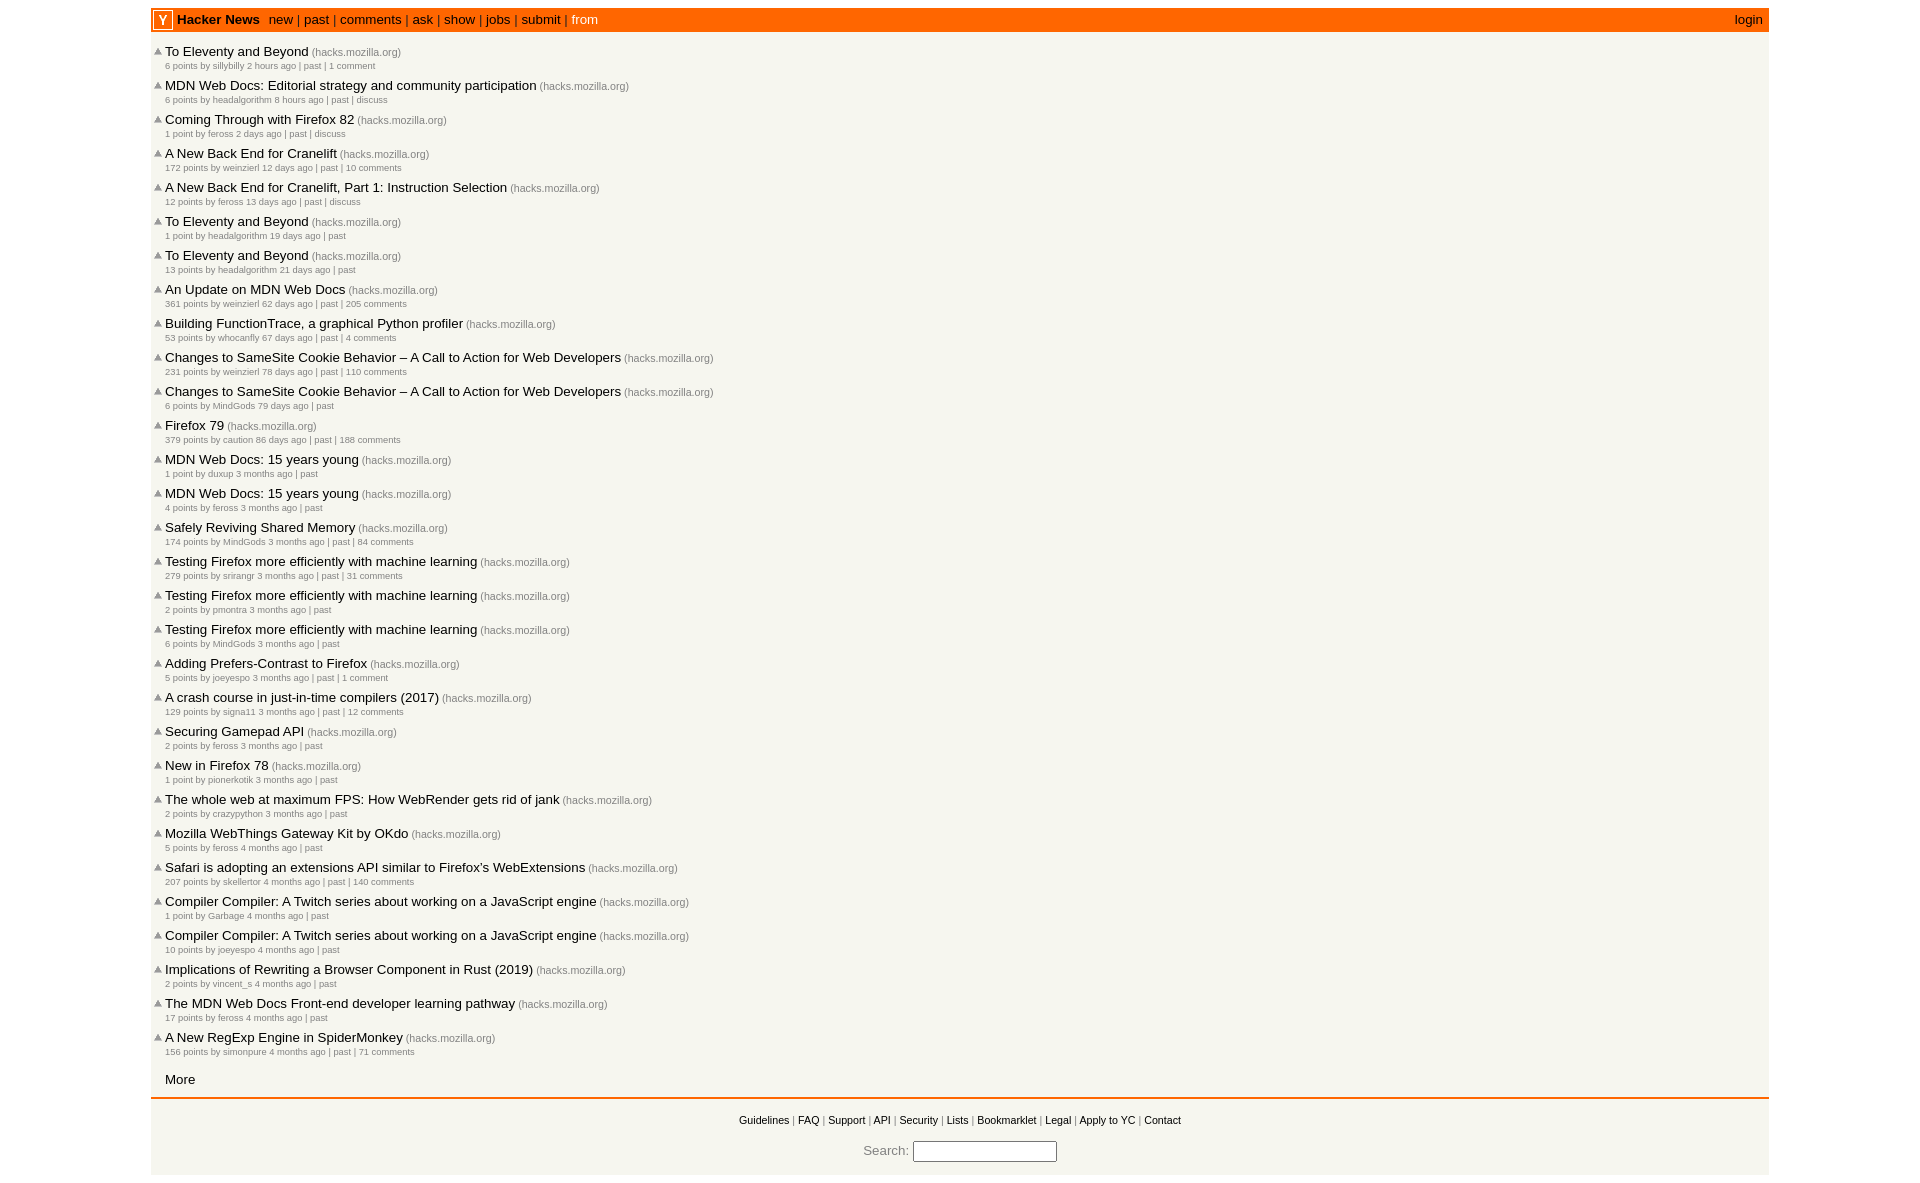 Y Hacker News new | past | comments | ask | show | jobs | submit | from login
To Eleventy and Beyond (hacks.mozilla.org)
6 points by sillybilly 2 hours ago | past | 1 comment
MDN Web Docs: Editorial strategy and community participation (hacks.mozilla.org)
6 points by headalgorithm 8 hours ago | past | discuss
Coming Through with Firefox 82 (hacks.mozilla.org)
1 point by feross 2 days ago | past | discuss
A New Back End for Cranelift (hacks.mozilla.org)
172 points by weinzierl 12 days ago | past | 10 comments
A New Back End for Cranelift, Part 1: Instruction Selection (hacks.mozilla.org)
12 points by feross 13 days ago | past | discuss
To Eleventy and Beyond (hacks.mozilla.org)
1 point by headalgorithm 19 days ago | past
To Eleventy and Beyond (hacks.mozilla.org)
13 points by headalgorithm 21 days ago | past
An Update on MDN Web Docs (hacks.mozilla.org)
361 points by weinzierl 62 days ago | past | 205 comments
Building FunctionTrace, a graphical Python profiler (hacks.mozilla.org)
53 points by whocanfly 67 days ago | past | 4 comments
Changes to SameSite Cookie Behavior – A Call to Action for Web Developers (hacks.mozilla.org)
231 points by weinzierl 78 days ago | past | 110 comments
Changes to SameSite Cookie Behavior – A Call to Action for Web Developers (hacks.mozilla.org)
6 points by MindGods 79 days ago | past
Firefox 79 (hacks.mozilla.org)
379 points by caution 86 days ago | past | 188 comments
MDN Web Docs: 15 years young (hacks.mozilla.org)
1 point by duxup 3 months ago | past
MDN Web Docs: 15 years young (hacks.mozilla.org)
4 points by feross 3 months ago | past
Safely Reviving Shared Memory (hacks.mozilla.org)
174 points by MindGods 3 months ago | past | 84 comments
Testing Firefox more efficiently with machine learning (hacks.mozilla.org)
279 points by srirangr 3 months ago | past | 31 comments
Testing Firefox more efficiently with machine learning (hacks.mozilla.org)
2 points by pmontra 3 months ago | past
Testing Firefox more efficiently with machine learning (hacks.mozilla.org)
6 points by MindGods 3 months ago | past
Adding Prefers-Contrast to Firefox (hacks.mozilla.org)
5 points by joeyespo 3 months ago | past | 1 comment
A crash course in just-in-time compilers (2017) (hacks.mozilla.org)
129 points by signa11 3 months ago | past | 12 comments
Securing Gamepad API (hacks.mozilla.org)
2 points by feross 3 months ago | past
New in Firefox 78 (hacks.mozilla.org)
1 point by pionerkotik 3 months ago | past
The whole web at maximum FPS: How WebRender gets rid of jank (hacks.mozilla.org)
2 points by crazypython 3 months ago | past
Mozilla WebThings Gateway Kit by OKdo (hacks.mozilla.org)
5 points by feross 4 months ago | past
Safari is adopting an extensions API similar to Firefox’s WebExtensions (hacks.mozilla.org)
207 points by skellertor 4 months ago | past | 140 comments
Compiler Compiler: A Twitch series about working on a JavaScript engine (hacks.mozilla.org)
1 point by Garbage 4 months ago | past
Compiler Compiler: A Twitch series about working on a JavaScript engine (hacks.mozilla.org)
10 points by joeyespo 4 months ago | past
Implications of Rewriting a Browser Component in Rust (2019) (hacks.mozilla.org)
2 points by vincent_s 4 months ago | past
The MDN Web Docs Front-end developer learning pathway (hacks.mozilla.org)
17 points by feross 4 months ago | past
A New RegExp Engine in SpiderMonkey (hacks.mozilla.org)
156 points by simonpure 4 months ago | past | 71 comments
More
Guidelines | FAQ | Support | API | Security | Lists | Bookmarklet | Legal | Apply to YC | Contact
Search: